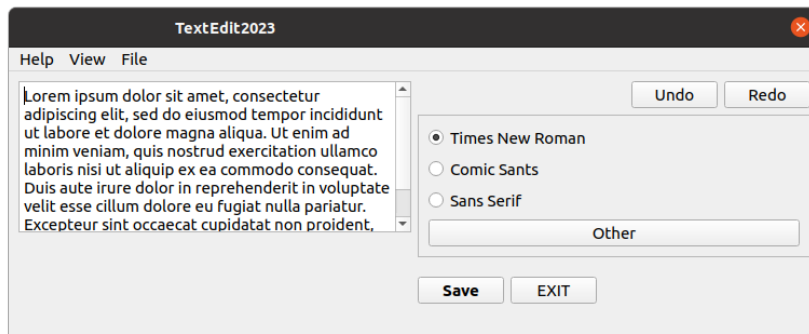 TextEdit2023
Help View File
Lorem ipsum dolor sit amet, consectetur
adipiscing elit, sed do eiusmod tempor incididunt
ut labore et dolore magna aliqua. Ut enim ad
minim veniam, quis nostrud exercitation ullamco
laboris nisi ut aliquip ex ea commodo consequat.
Duis aute irure dolor in reprehenderit in voluptate
velit esse cillum dolore eu fugiat nulla pariatur.
Excepteur sint occaecat cupidatat non proident,
Undo Redo
Times New Roman
Comic Sants
Sans Serif
Other
Save EXIT